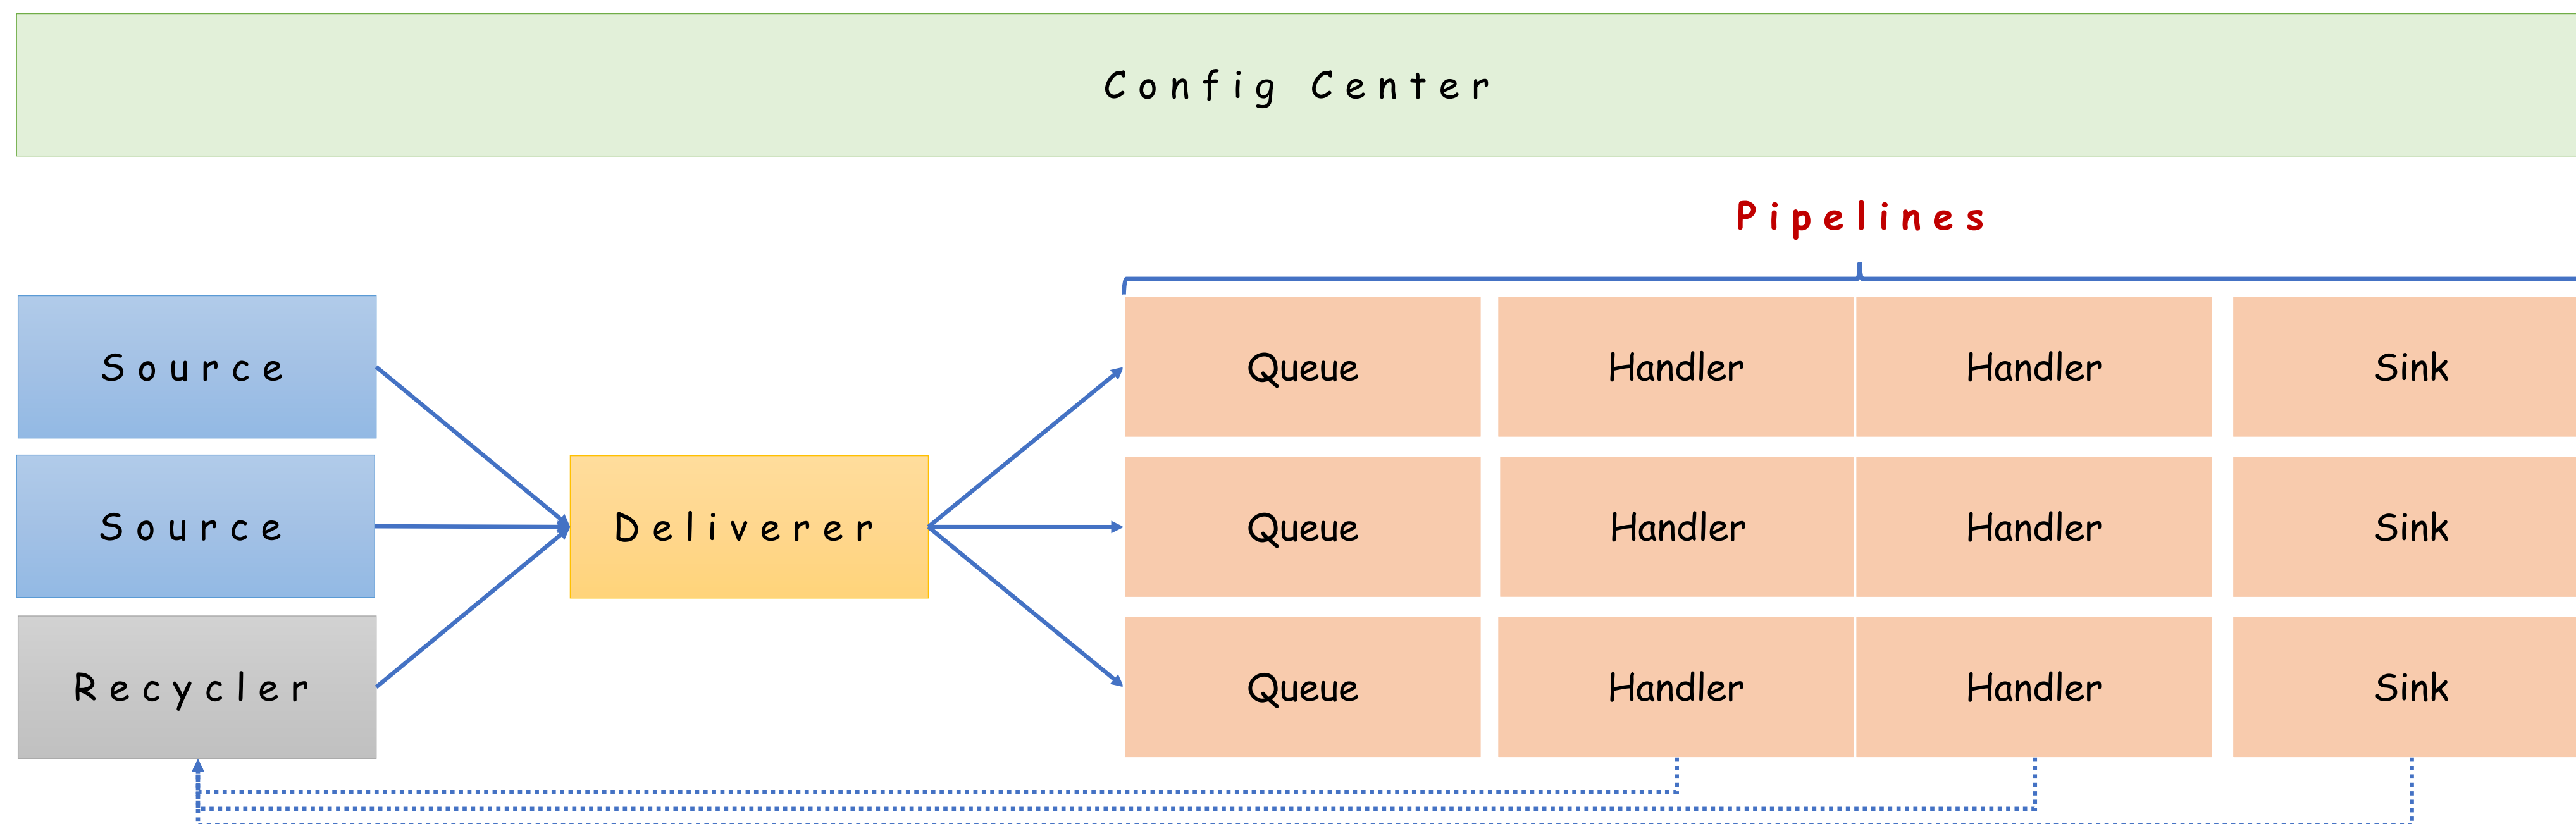 Config Center
Pipelines
Source
Queue
Handler
Handler
Sink
Source
Deliverer
Queue
Handler
Handler
Sink
Recycler
Queue
Handler
Handler
Sink